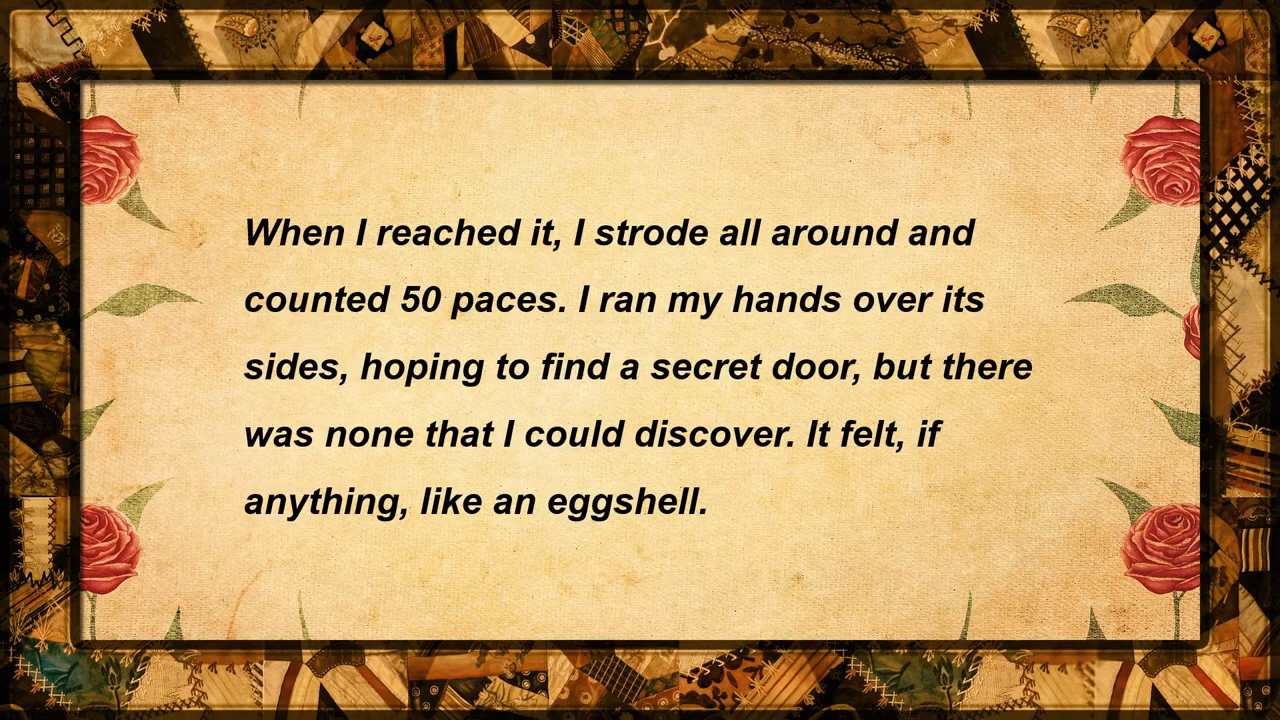 When I reached it, I strode all around and
counted 50 paces. I ran my hands over its
sides, hoping to find a secret door, but there
was none that I could discover. It felt, if
anything, like an eggshell.